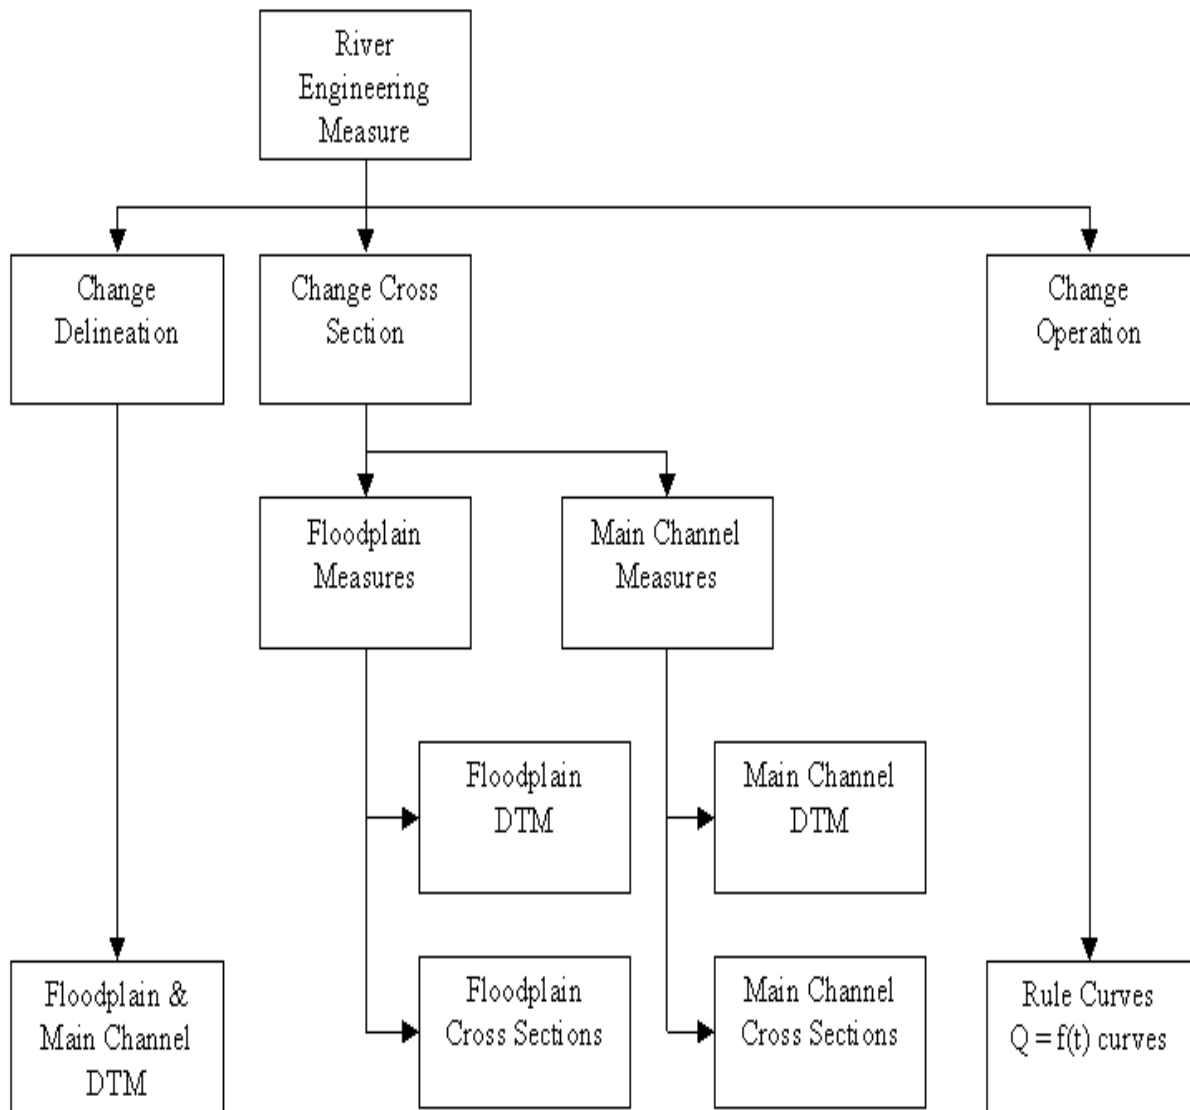 River
Engineering
Measure
Change
Delineation
Change Cross
Section
Change
Operation
Floodplain
Measures
Main Channel
Measures
Floodplain
DTM
Main Channel
DTM
Floodplain &
Main Channel
DTM
Floodplain
Cross Sections
Main Channel
Cross Sections
Rule Curves
Q = f(t) curves